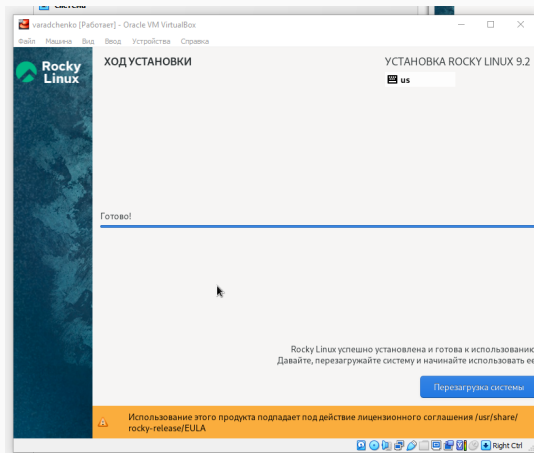 Система
varadchenko [Работает] - Oracle VM VirtualBox
Файл Машина Вид Ввод Устройства Справка
Rocky
Linux
ХОД УСТАНОВКИ
УСТАНОВКА ROCKY LINUX 9.2
us
Готово!
Rocky Linux успешно установлена и готова к использованию
Давайте, перезагружайте систему и начинайте использовать её
Перезагрузка системы
Использование этого продукта подпадает под действие лицензионного соглашения /usr/share/
rocky-release/EULA
Right Ctrl